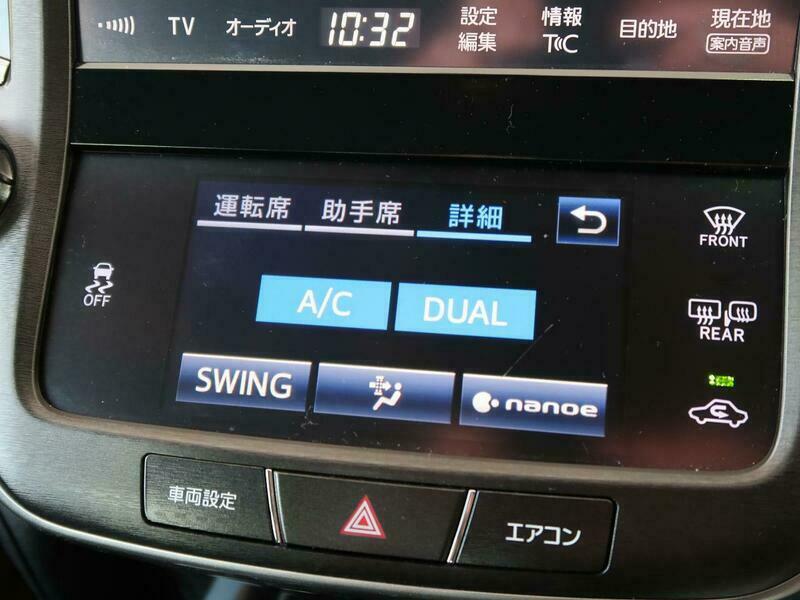 TV
オーディオ
10:32
設定
編集
情報
TC
目的地
現在地
案内音声
運転席
助手席
詳細
FRONT
OFF
A/C
DUAL
REAR
SWING
nanoe
車両設定
エアコン